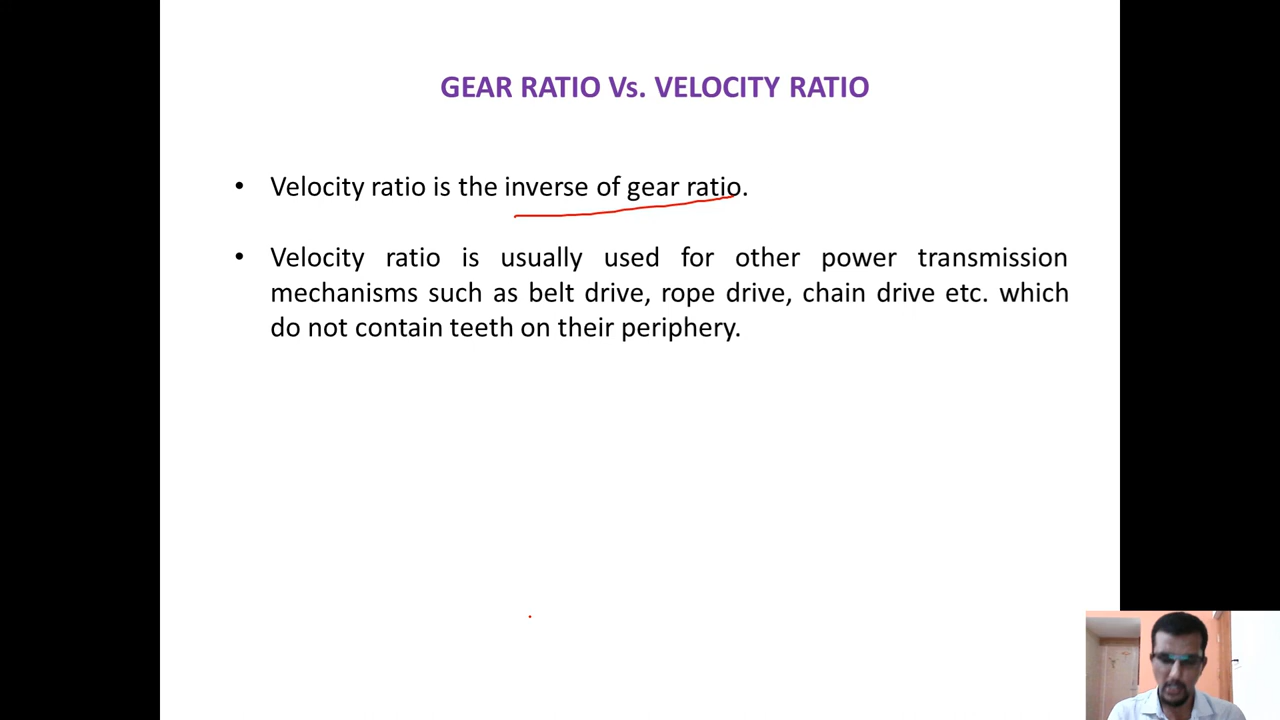 GEAR RATIO Vs. VELOCITY RATIO
• Velocity ratio is the inverse of gear ratio.
• Velocity ratio is usually used for other power transmission
mechanisms such as belt drive, rope drive, chain drive etc. which
do not contain teeth on their periphery.